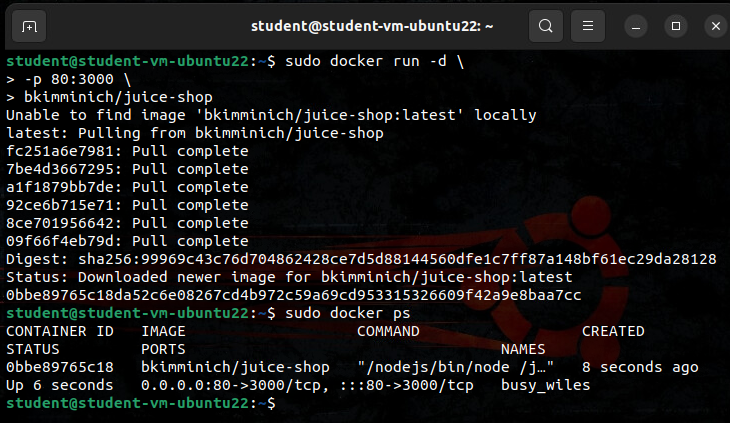 student@student-vm-ubuntu22: ~
student@student-vm-ubuntu22:~$ sudo docker run -d \
> -p 80:3000 \
> bkimminich/juice-shop
Unable to find image 'bkimminich/juice-shop:latest' locally
latest: Pulling from bkimminich/juice-shop
fc251a6e7981: Pull complete
7be4d3667295: Pull complete
a1f1879bb7de: Pull complete
92ce6b715e71: Pull complete
8ce701956642: Pull complete
09f66f4eb79d: Pull complete
Digest: sha256:99969c43c76d704862428ce7d5d88144560dfe1c7ff87a148bf61ec29da28128
Status: Downloaded newer image for bkimminich/juice-shop:latest
0bbe89765c18da52c6e08267cd4b972c59a69cd953315326609f42a9e8baa7cc
student@student-vm-ubuntu22:~$ sudo docker ps
CONTAINER ID   IMAGE                   COMMAND                  CREATED
STATUS         PORTS                                   NAMES
0bbe89765c18   bkimminich/juice-shop   "/nodejs/bin/node /j…"   8 seconds ago
Up 6 seconds   0.0.0.0:80->3000/tcp, :::80->3000/tcp   busy_wiles
student@student-vm-ubuntu22:~$